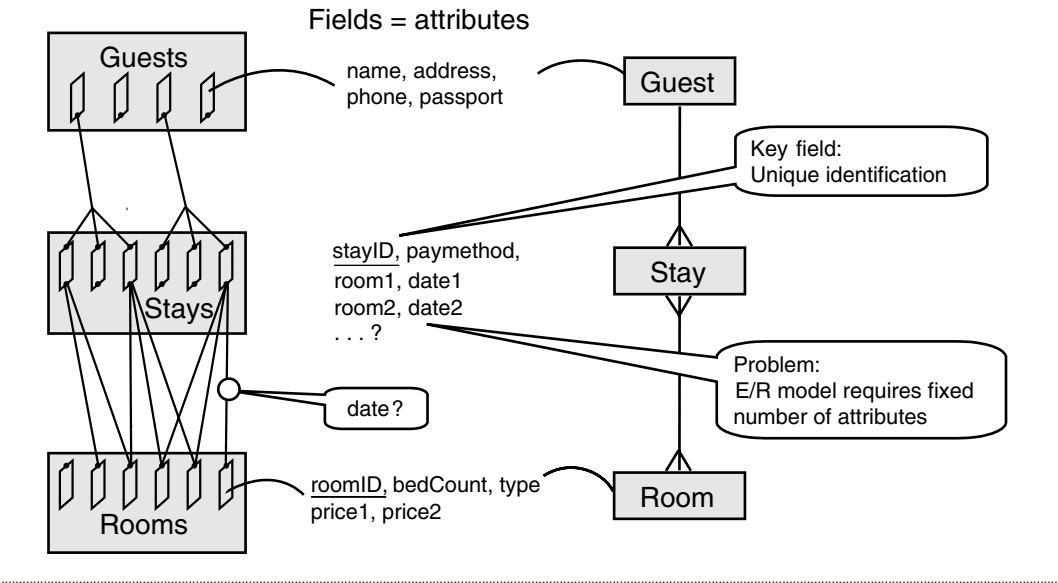 Fields = attributes
Guests
name, address,
phone, passport
Guest
Key field:
Unique identification
stayID, paymethod,
room1, date1
room2, date2
. . . ?
Stays
Stay
Problem:
E/R model requires fixed
number of attributes
date?
Rooms
roomID, bedCount, type
price1, price2
Room